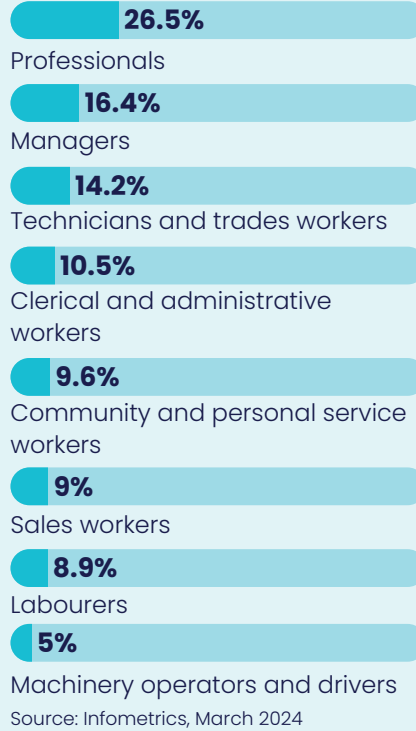 26.5%
Professionals
16.4%
Managers
14.2%
Technicians and trades workers
10.5%
Clerical and administrative
workers
9.6%
Community and personal service
workers
9%
Sales workers
8.9%
Labourers
5%
Machinery operators and drivers
Source: Infometrics, March 2024